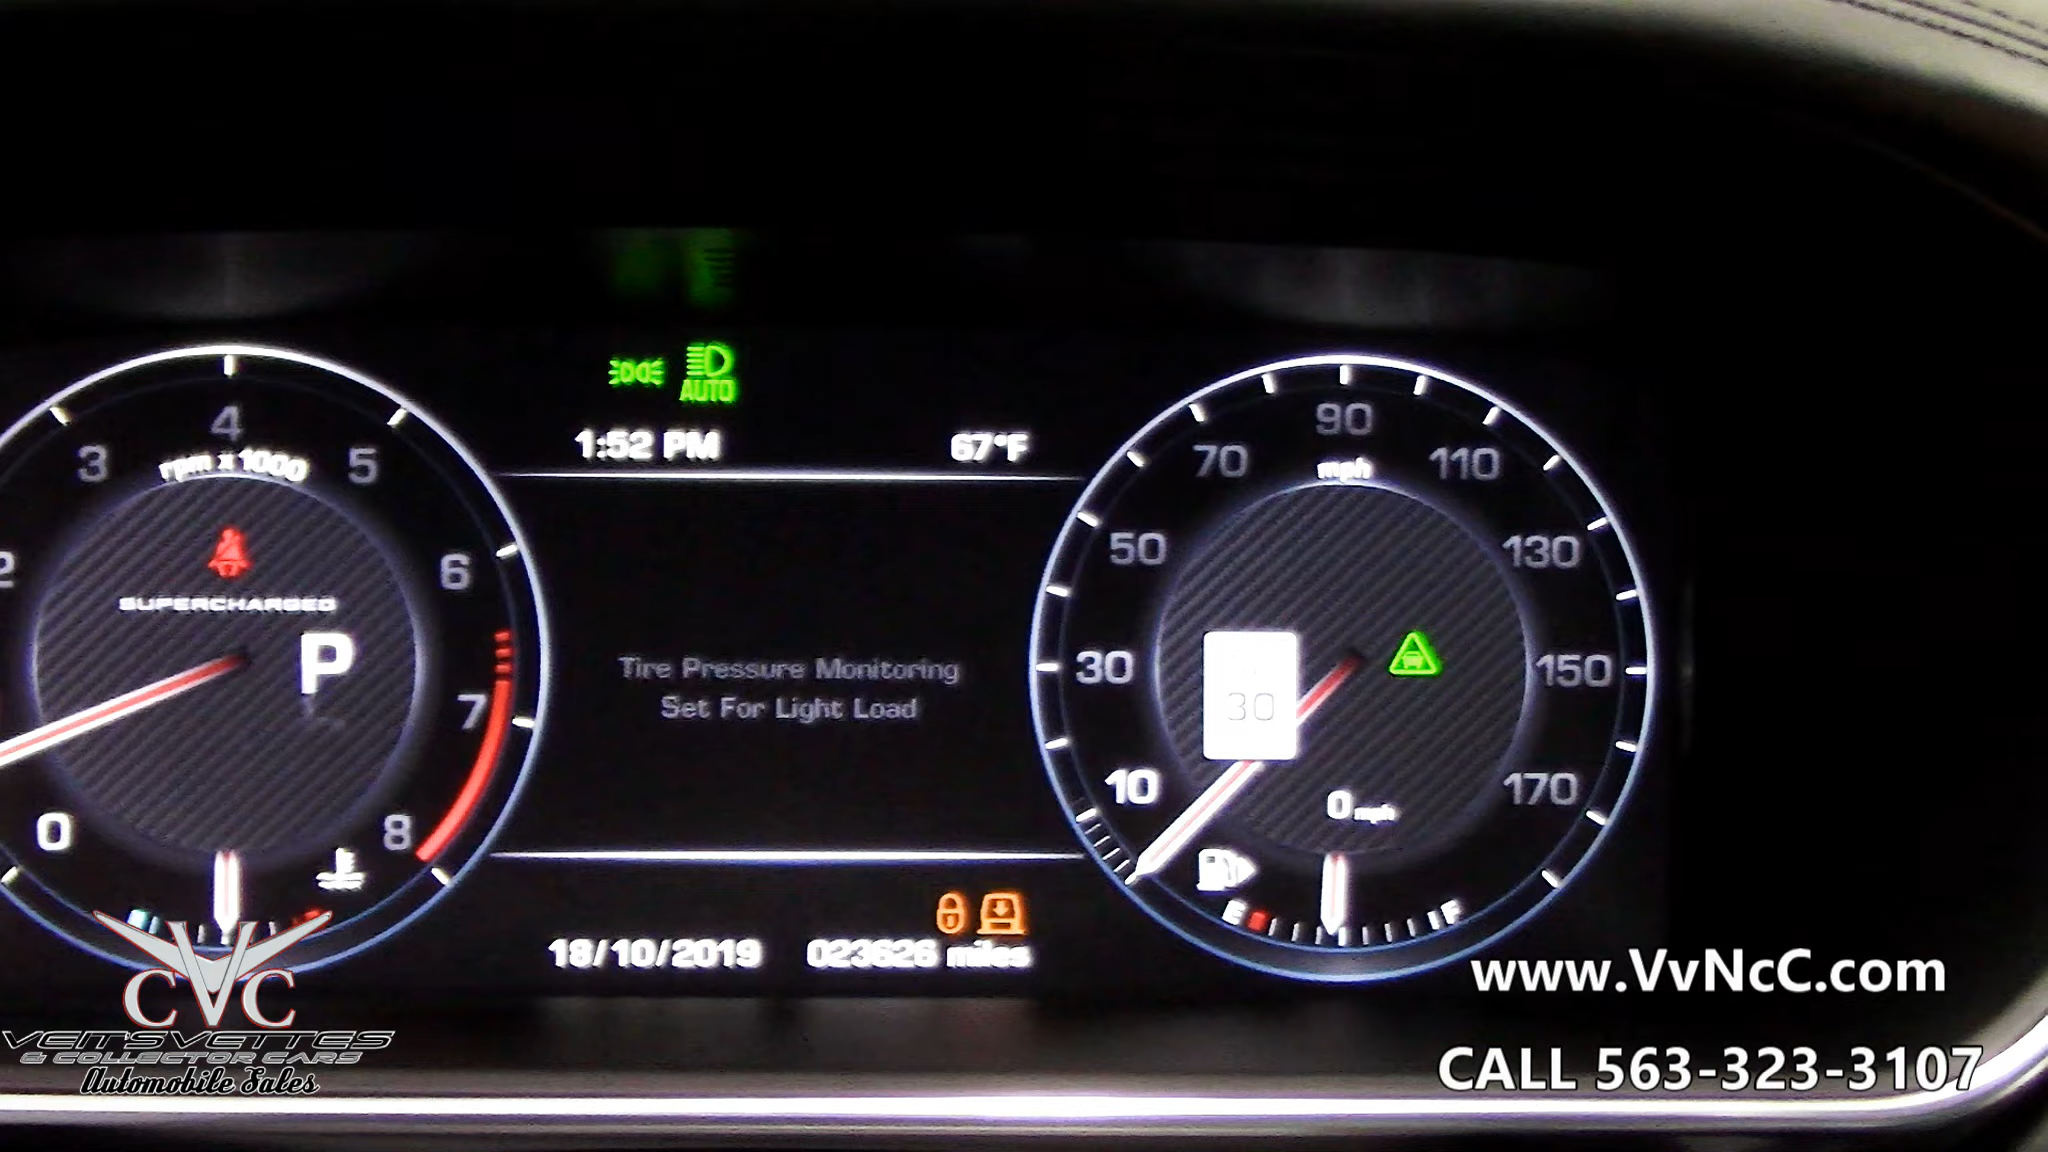 AUTO
1:52 PM
67°F
2 3 4 5 6 7 8 0
rpm x 1000
SUPERCHARGED
P
Tire Pressure Monitoring
Set For Light Load
10 30 50 70 90 110 130 150 170
mph
30
0 mph
E F
18/10/2019 023626 miles
CVC
VEIT'S VETTES
& COLLECTOR CARS
Automobile Sales
www.VvNcC.com
CALL 563-323-3107